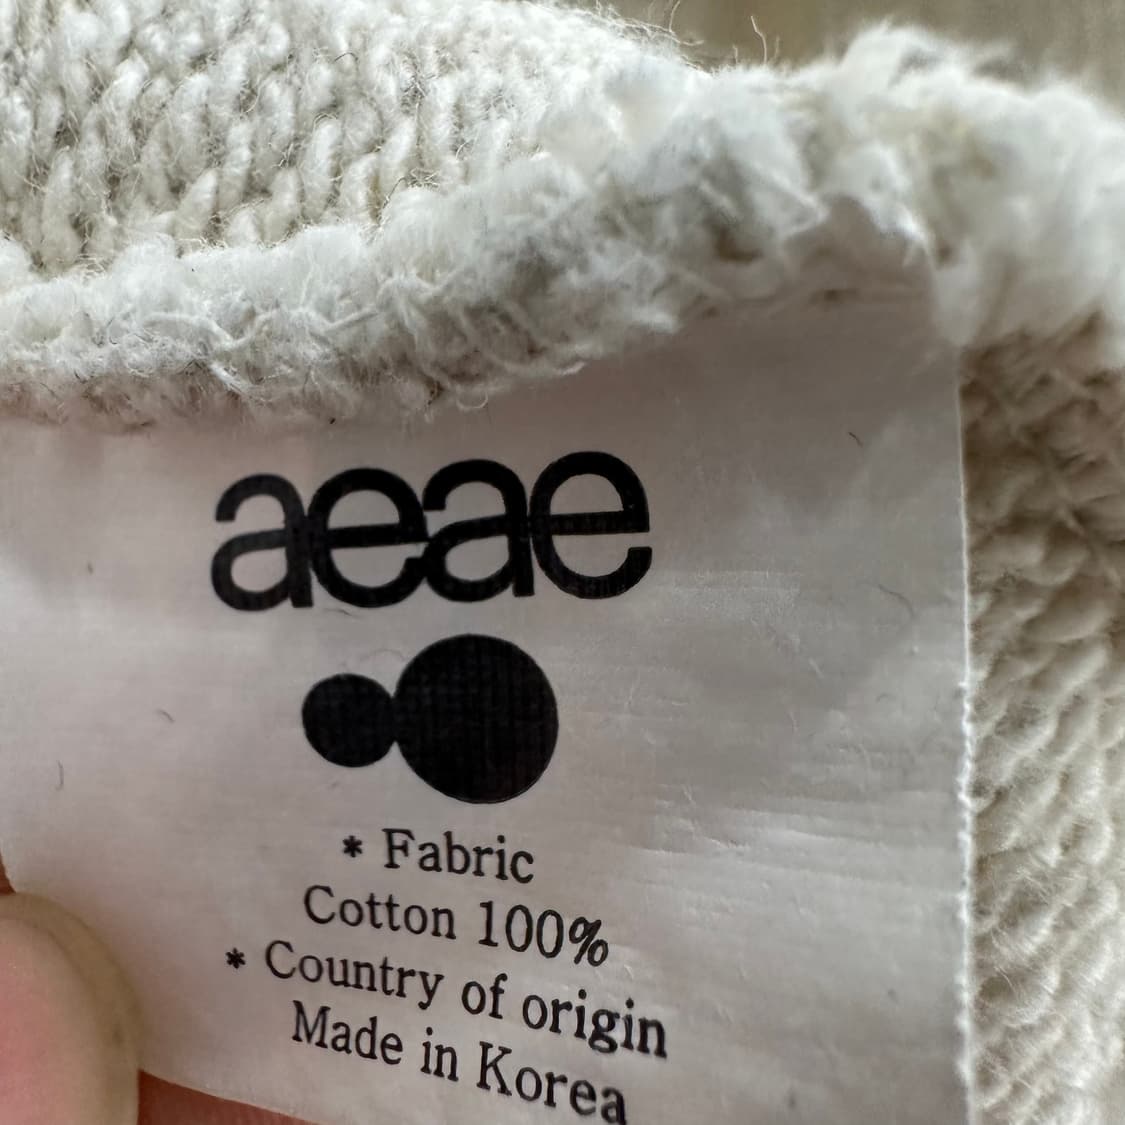 aeae
* Fabric
Cotton 100%
* Country of origin
Made in Korea